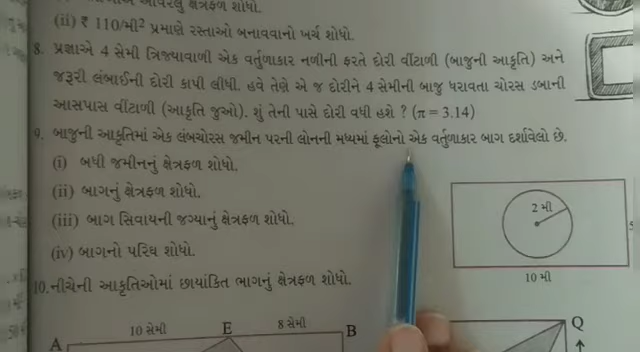 ક્ષેત્રફળ શોધો.
(ii) ₹ 110/મી² પ્રમાણે રસ્તાઓ બનાવવાનો ખર્ચ શોધો.
8. પ્રજ્ઞાએ 4 સેમી ત્રિજ્યાવાળી એક વર્તુળાકાર નળીની ફરતે દોરી વીંટાળી (બાજુની આકૃતિ) અને
જરૂરી લંબાઈની દોરી કાપી લીધી. હવે તેણે એ જ દોરીને 4 સેમીની બાજુ ધરાવતા ચોરસ ડબાની
આસપાસ વીંટાળી (આકૃતિ જુઓ). શું તેની પાસે દોરી વધી હશે ? (π = 3.14)
9. બાજુની આકૃતિમાં એક લંબચોરસ જમીન પરની લોનની મધ્યમાં ફૂલોનો એક વર્તુળાકાર બાગ દર્શાવેલો છે.
(i) બધી જમીનનું ક્ષેત્રફળ શોધો.
(ii) બાગનું ક્ષેત્રફળ શોધો.
(iii) બાગ સિવાયની જગ્યાનું ક્ષેત્રફળ શોધો.
(iv) બાગનો પરિઘ શોધો.
2 મી
5
10 મી
10. નીચેની આકૃતિઓમાં છાયાંકિત ભાગનું ક્ષેત્રફળ શોધો.
10 સેમી E 8 સેમી
A B
Q